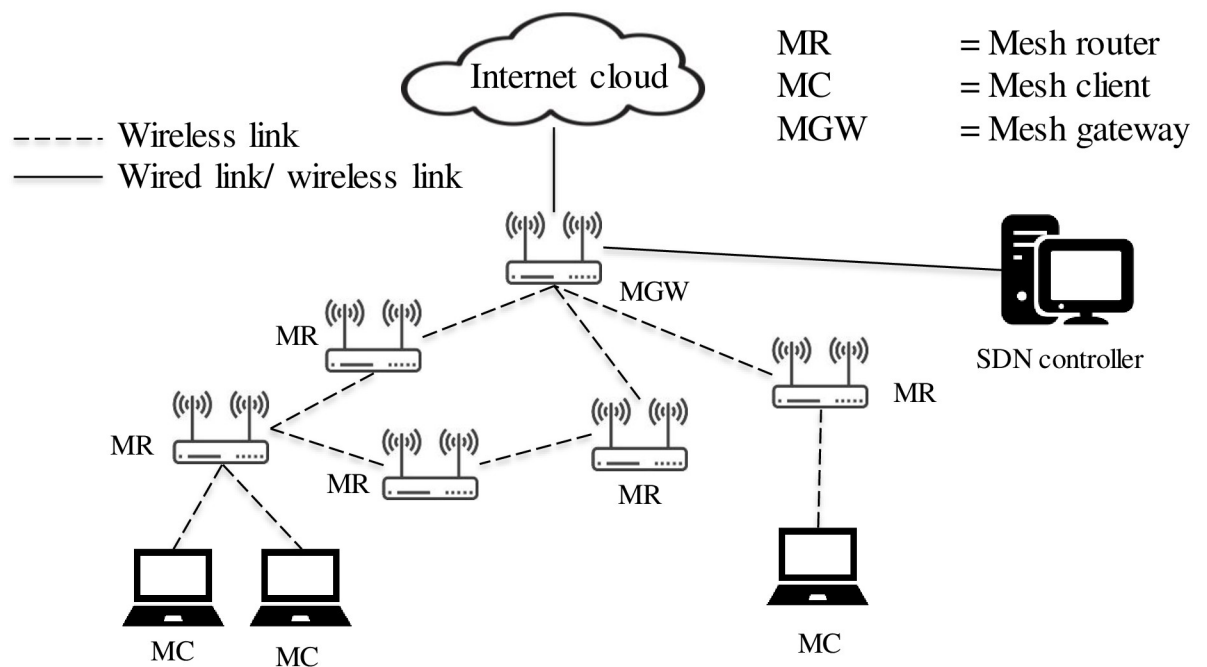 Internet cloud
MR = Mesh router
MC = Mesh client
MGW = Mesh gateway
Wireless link
Wired link/ wireless link
MGW
MR
SDN controller
MR
MR
MR
MR
MC
MC
MC